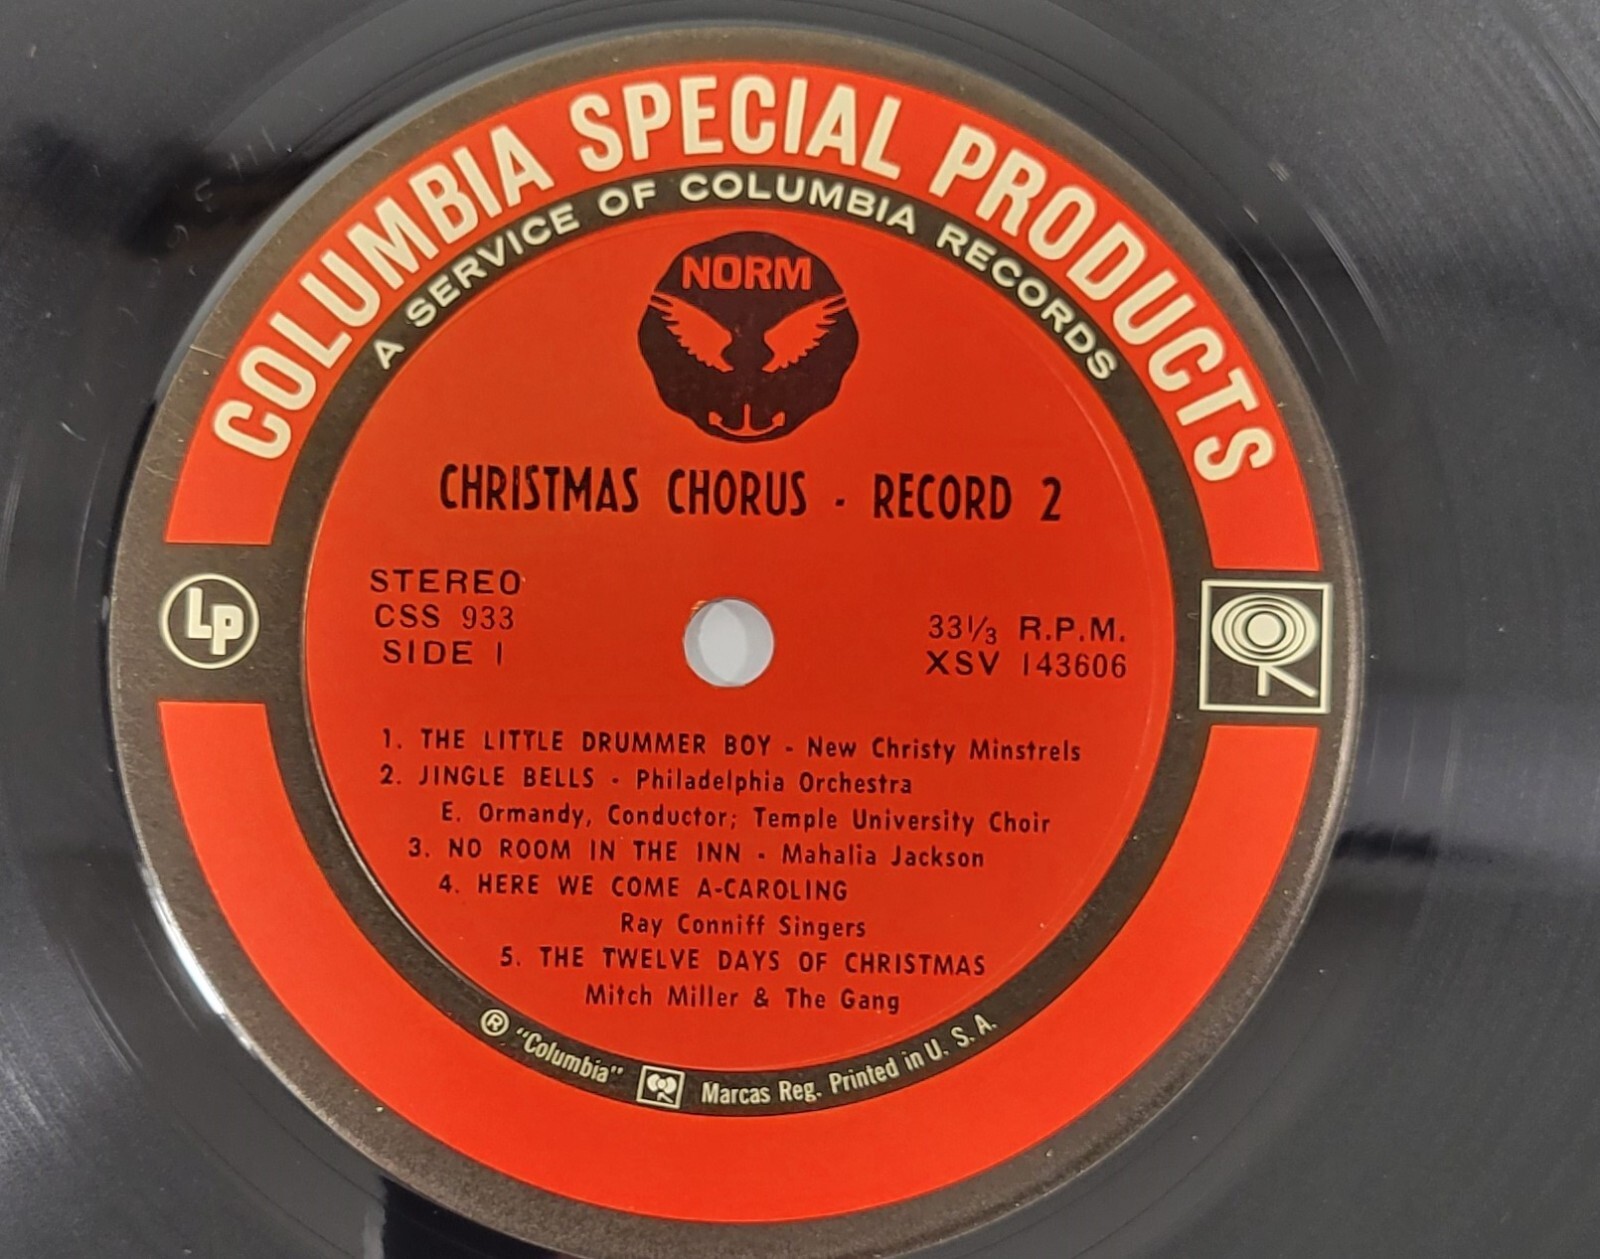 COLUMBIA SPECIAL PRODUCTS
A SERVICE OF COLUMBIA RECORDS
NORM
CHRISTMAS CHORUS - RECORD 2
STEREO
CSS 933
SIDE 1
33⅓ R.P.M.
XSV 143606
LP
1. THE LITTLE DRUMMER BOY - New Christy Minstrels
2. JINGLE BELLS - Philadelphia Orchestra
E. Ormandy, Conductor; Temple University Choir
3. NO ROOM IN THE INN - Mahalia Jackson
4. HERE WE COME A-CAROLING
Ray Conniff Singers
5. THE TWELVE DAYS OF CHRISTMAS
Mitch Miller & The Gang
® "Columbia" Marcas Reg. Printed in U. S. A.